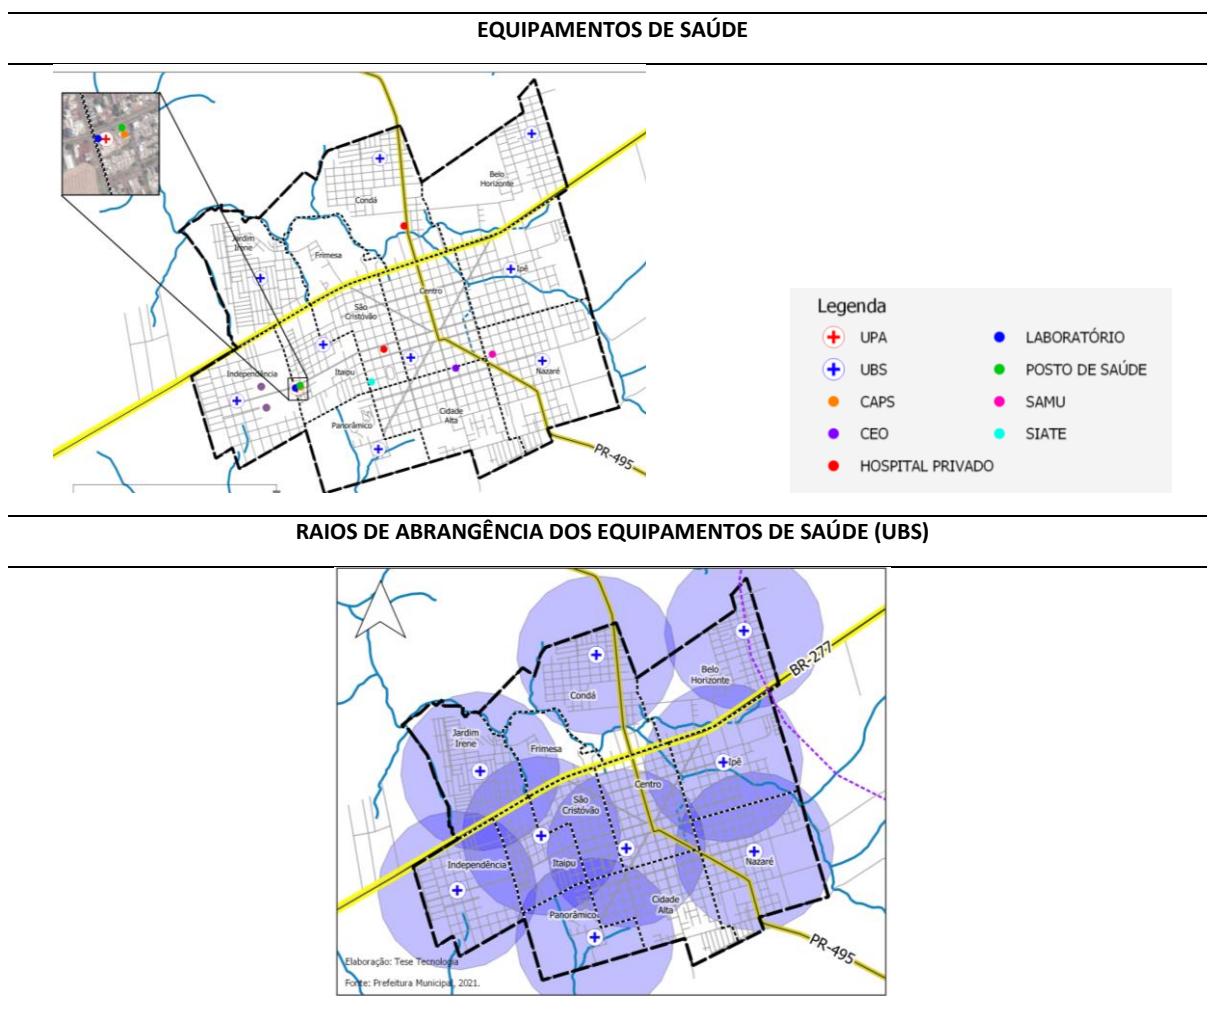 EQUIPAMENTOS DE SAÚDE
Belo
Horizonte
Condá
Jardim
Irene
Frimesa
Ipê
Centro
São
Cristóvão
Independência
Itaipu
Nazaré
Cidade
Alta
Panorâmico
PR-495
Legenda
UPA
UBS
CAPS
CEO
HOSPITAL PRIVADO
LABORATÓRIO
POSTO DE SAÚDE
SAMU
SIATE
RAIOS DE ABRANGÊNCIA DOS EQUIPAMENTOS DE SAÚDE (UBS)
BR-277
Belo
Horizonte
Condá
Jardim
Irene
Frimesa
Ipê
Centro
São
Cristóvão
Independência
Itaipu
Nazaré
Cidade
Alta
Panorâmico
PR-495
Elaboração: Tese Tecnologia
Fonte: Prefeitura Municipal, 2021.